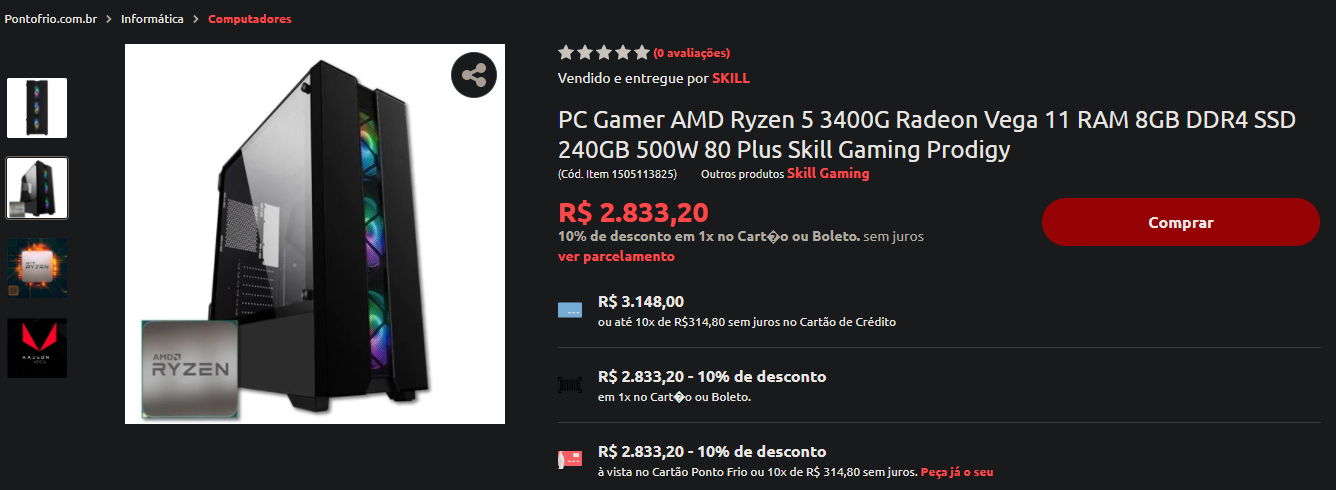 Pontofrio.com.br > Informática > Computadores
(0 avaliações)
Vendido e entregue por SKILL
PC Gamer AMD Ryzen 5 3400G Radeon Vega 11 RAM 8GB DDR4 SSD
240GB 500W 80 Plus Skill Gaming Prodigy
(Cód. Item 1505113825) Outros produtos Skill Gaming
R$ 2.833,20
10% de desconto em 1x no Cart�o ou Boleto. sem juros
ver parcelamento
Comprar
R$ 3.148,00
ou até 10x de R$314,80 sem juros no Cartão de Crédito
R$ 2.833,20 - 10% de desconto
em 1x no Cart�o ou Boleto.
R$ 2.833,20 - 10% de desconto
à vista no Cartão Ponto Frio ou 10x de R$ 314,80 sem juros. Peça já o seu
AMD
RYZEN
RYZEN
RADEON
VEGA